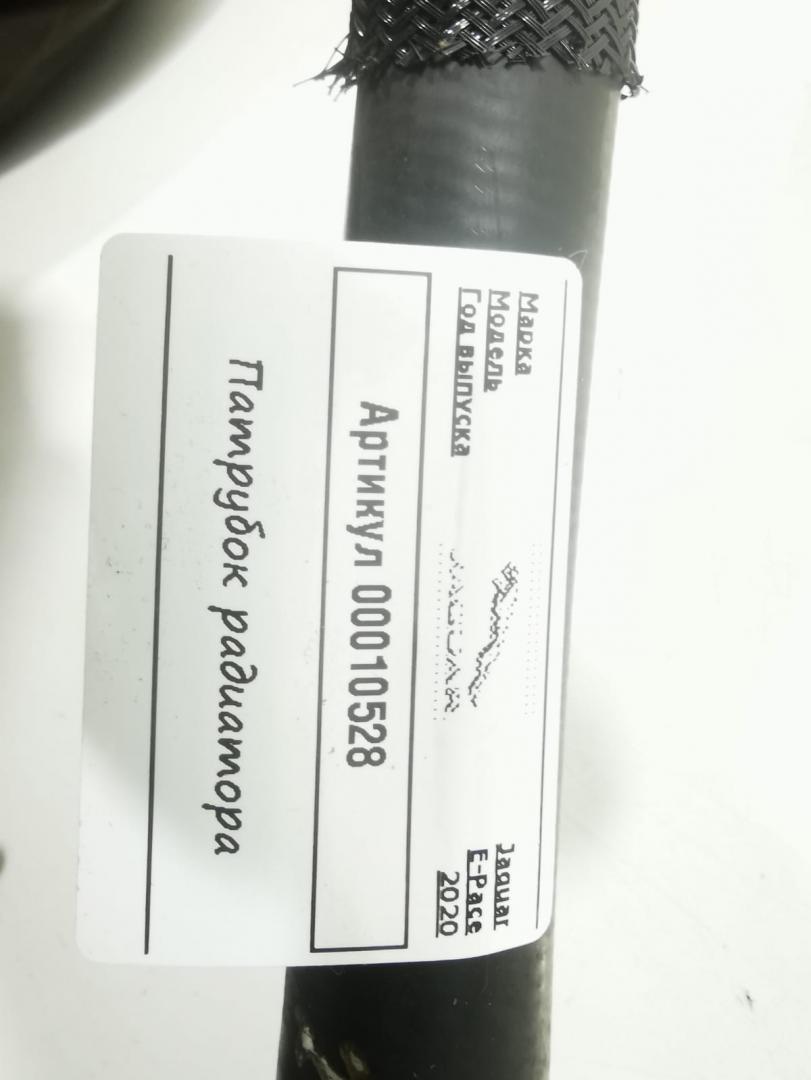 Марка Jaguar
Модель E-Pace
Год выпуска 2020
Артикул 00010528
Патрубок радиатора